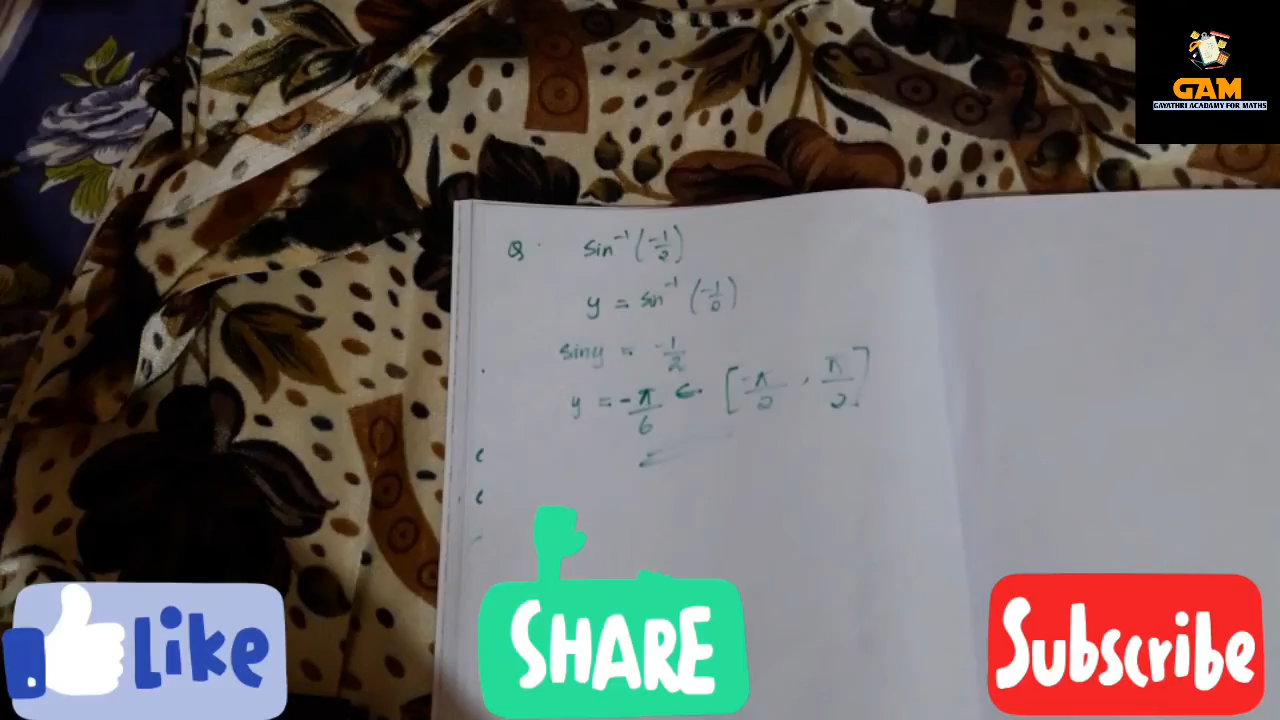 GAM
GAYATHRI ACADAMY FOR MATHS
Q. sin⁻¹(-1/2)
y = sin⁻¹(-1/2)
siny = -1/2
y = -π/6 ∈ [-π/2, π/2]
Like
SHARE
Subscribe